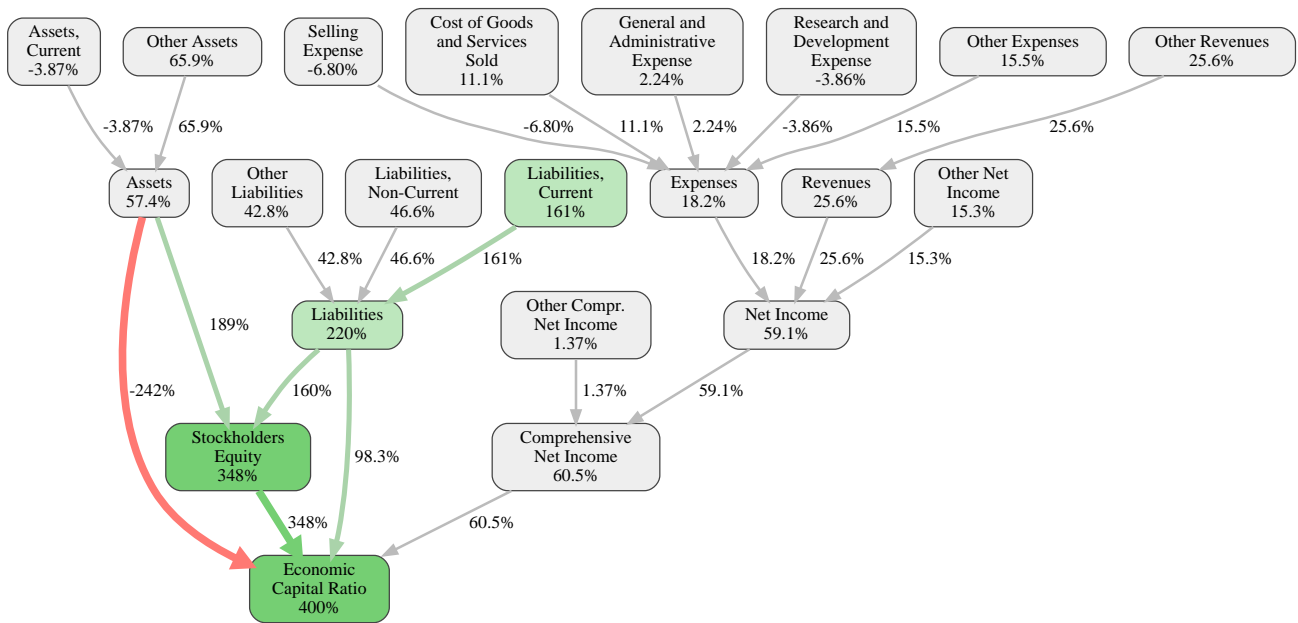 Assets,
Current
-3.87%
Other Assets
65.9%
Selling
Expense
-6.80%
Cost of Goods
and Services
Sold
11.1%
General and
Administrative
Expense
2.24%
Research and
Development
Expense
-3.86%
Other Expenses
15.5%
Other Revenues
25.6%
-3.87%
65.9%
-6.80%
11.1%
2.24%
-3.86%
15.5%
25.6%
Assets
57.4%
Other
Liabilities
42.8%
Liabilities,
Non-Current
46.6%
Liabilities,
Current
161%
Expenses
18.2%
Revenues
25.6%
Other Net
Income
15.3%
42.8%
46.6%
161%
18.2%
25.6%
15.3%
Liabilities
220%
Other Compr.
Net Income
1.37%
Net Income
59.1%
189%
-242%
160%
1.37%
59.1%
Stockholders
Equity
348%
98.3%
Comprehensive
Net Income
60.5%
348%
60.5%
Economic
Capital Ratio
400%